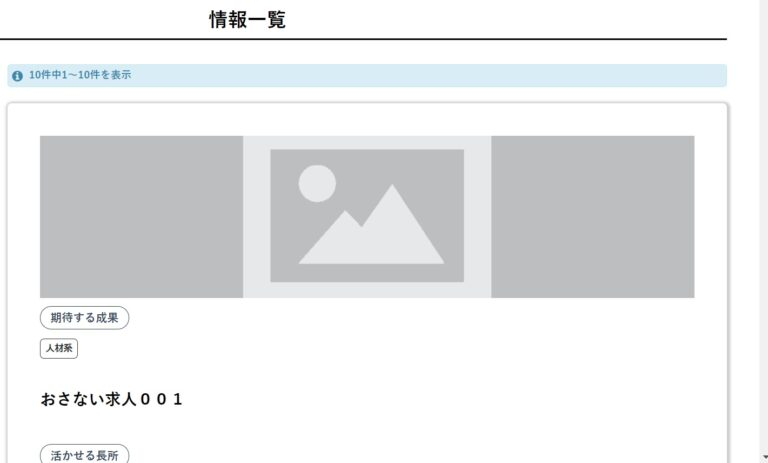 情報一覧
10件中1～10件を表示
期待する成果
人材系
おさない求人００１
活かせる長所